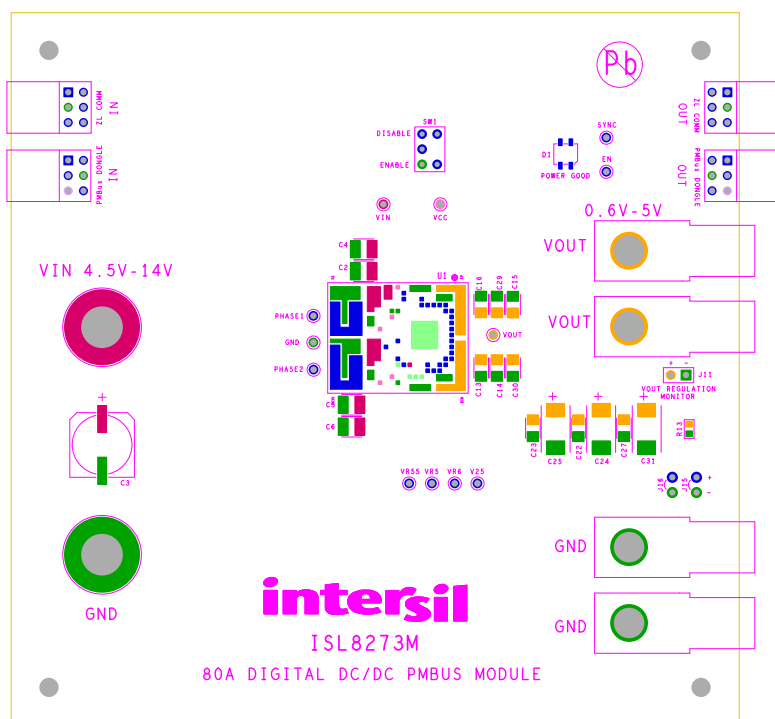 Pb
ZL COMM
IN
PMBus DONGLE
IN
SW1
DISABLE
ENABLE
D1
POWER GOOD
SYNC
EN
OUT
ZL COMM
OUT
PMBus DONGLE
VIN
VCC
0.6V-5V
VOUT
VOUT
VIN 4.5V-14V
C4
C2
U1
C16
C29
C15
PHASE1
GND
PHASE2
VOUT
C13
C14
C30
+ -
J11
VOUT REGULATION
MONITOR
+
C3
C5
C6
+ + +
C23
C25
C22
C24
C27
C31
R13
VR55 VR5 VR6 V25
J16
J15
+
-
GND
GND
GND
intersil
ISL8273M
80A DIGITAL DC/DC PMBUS MODULE